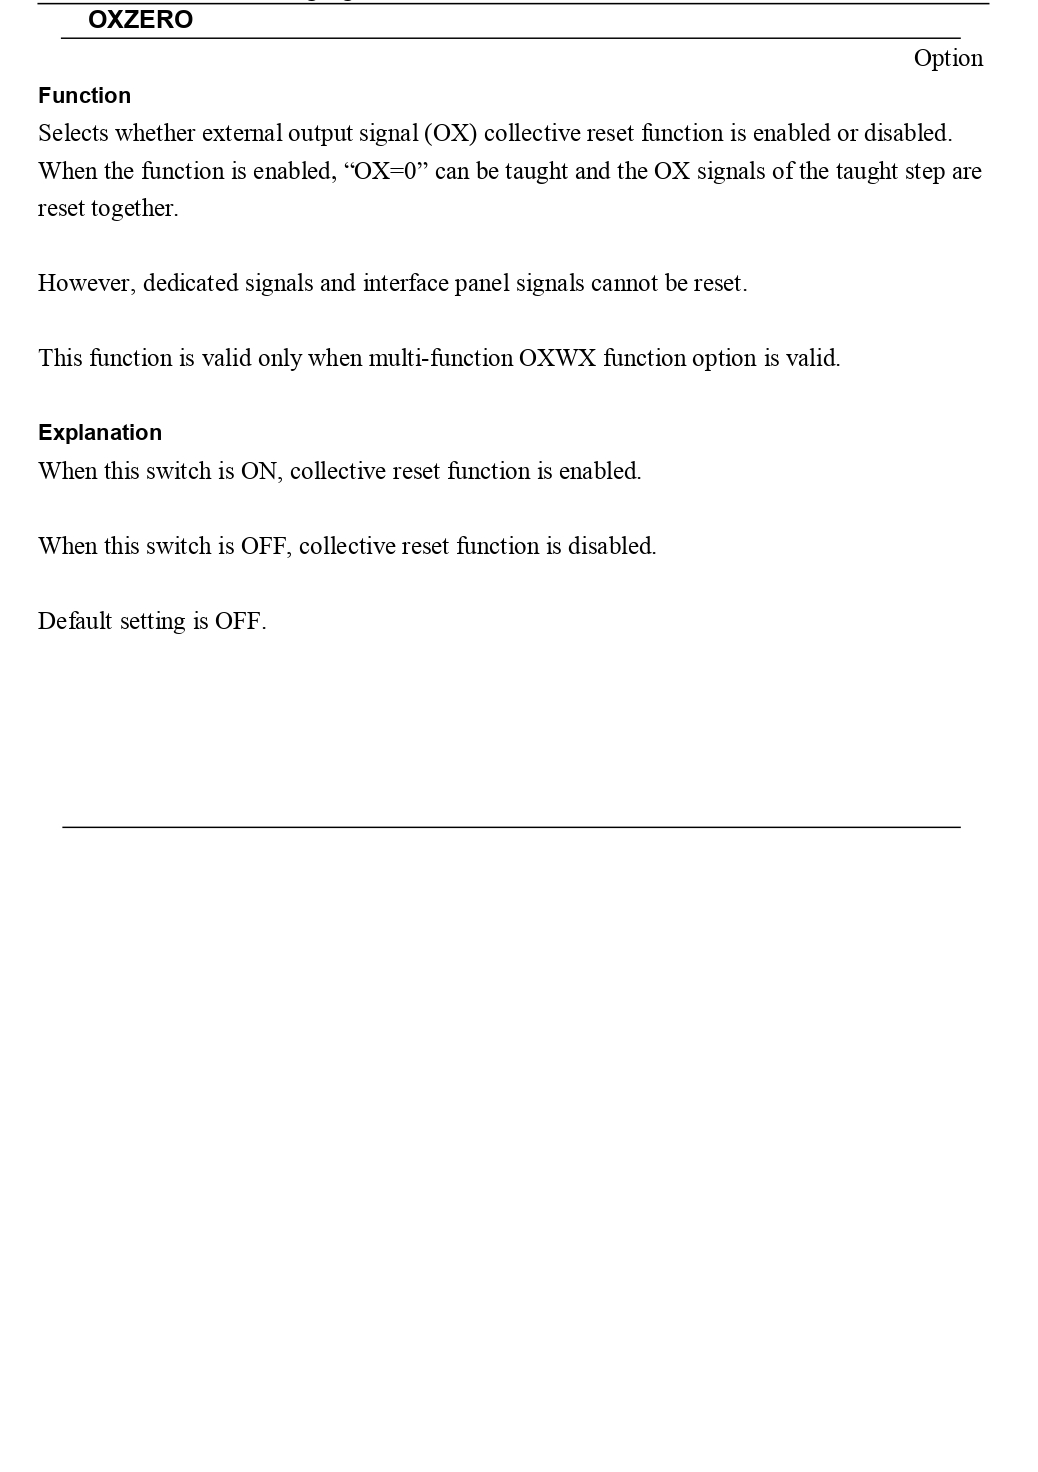 OXZERO
Option
Function
Selects whether external output signal (OX) collective reset function is enabled or disabled.
When the function is enabled, “OX=0” can be taught and the OX signals of the taught step are
reset together.
However, dedicated signals and interface panel signals cannot be reset.
This function is valid only when multi-function OXWX function option is valid.
Explanation
When this switch is ON, collective reset function is enabled.
When this switch is OFF, collective reset function is disabled.
Default setting is OFF.